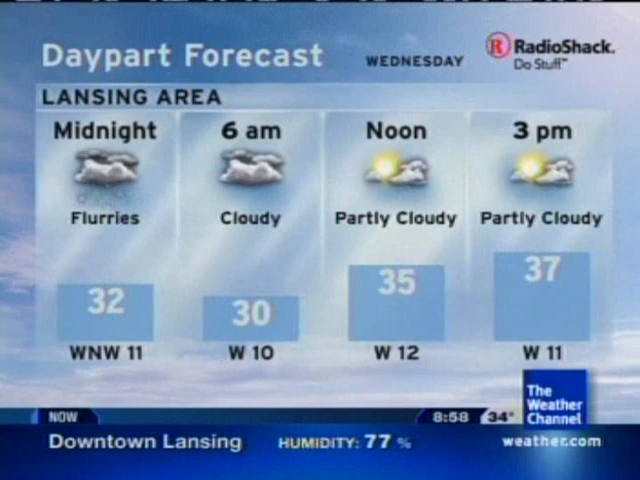 Daypart Forecast WEDNESDAY R RadioShack.
Do Stuff™
LANSING AREA
Midnight 6 am Noon 3 pm
Flurries Cloudy Partly Cloudy Partly Cloudy
32 30 35 37
WNW 11 W 10 W 12 W 11
The
Weather
Channel
NOW 8:58 34°
Downtown Lansing HUMIDITY: 77 % weather.com